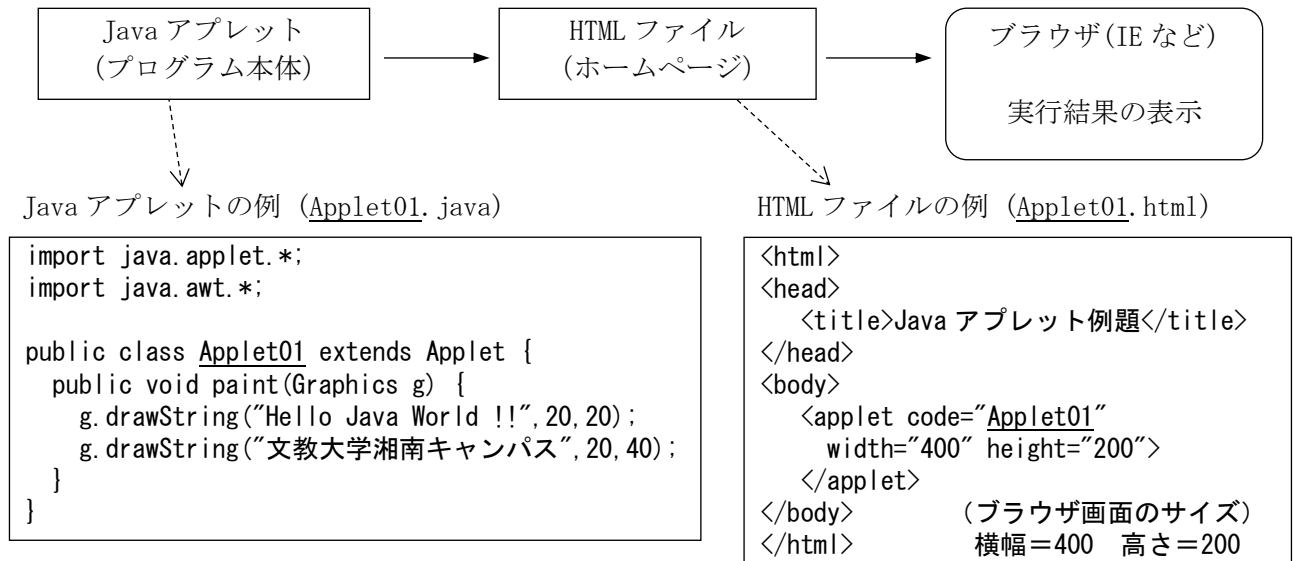 Java アプレット
(プログラム本体)
HTML ファイル
(ホームページ)
ブラウザ(IE など)
実行結果の表示
Java アプレットの例 (Applet01.java)
import java.applet.*;
import java.awt.*;
public class Applet01 extends Applet {
public void paint(Graphics g) {
g.drawString("Hello Java World !!",20,20);
g.drawString("文教大学湘南キャンパス",20,40);
}
}
HTML ファイルの例 (Applet01.html)
<html>
<head>
<title>Java アプレット例題</title>
</head>
<body>
<applet code="Applet01"
width="400" height="200">
</applet>
</body> (ブラウザ画面のサイズ)
</html> 横幅=400 高さ=200